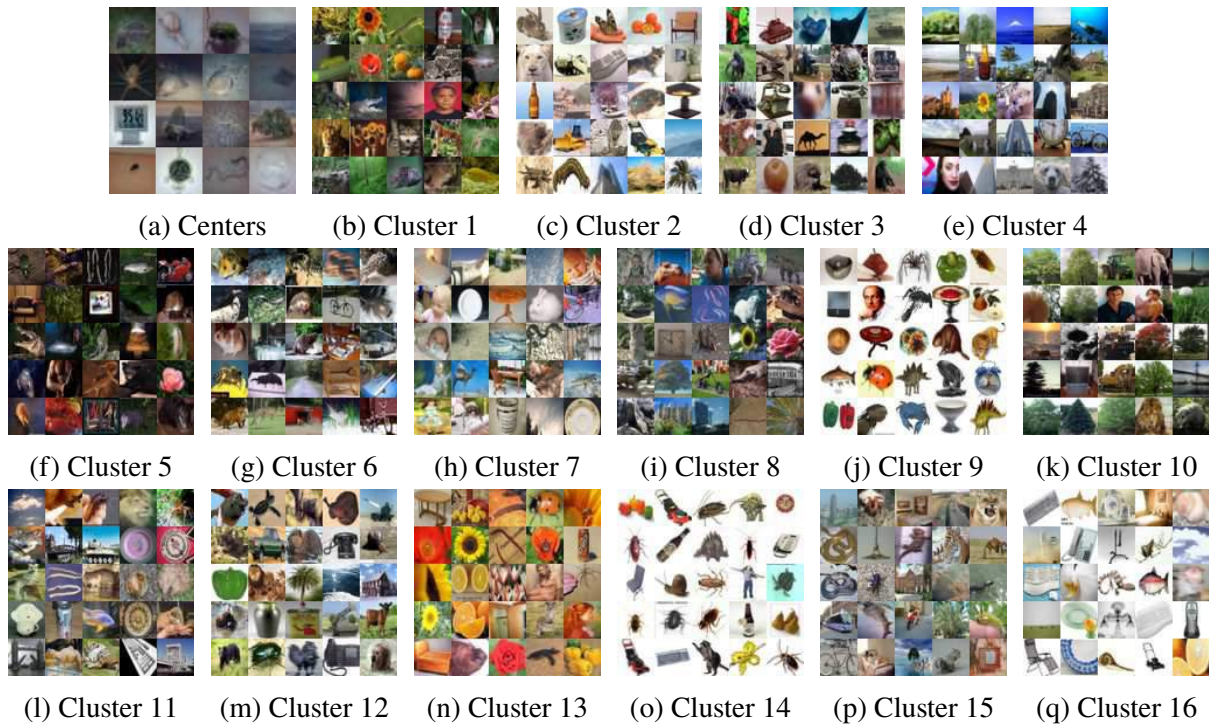 (a) Centers (b) Cluster 1 (c) Cluster 2 (d) Cluster 3 (e) Cluster 4
(f) Cluster 5 (g) Cluster 6 (h) Cluster 7 (i) Cluster 8 (j) Cluster 9 (k) Cluster 10
(l) Cluster 11 (m) Cluster 12 (n) Cluster 13 (o) Cluster 14 (p) Cluster 15 (q) Cluster 16